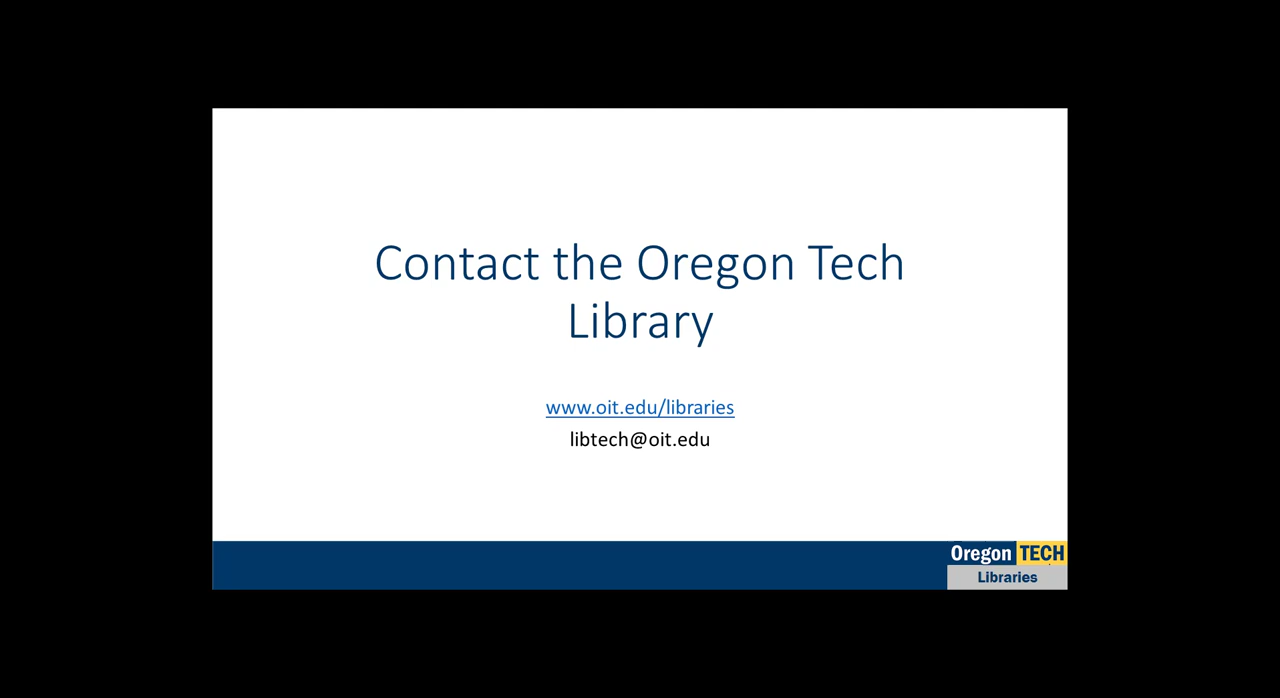 Contact the Oregon Tech
Library
www.oit.edu/libraries
libtech@oit.edu
Oregon TECH
Libraries